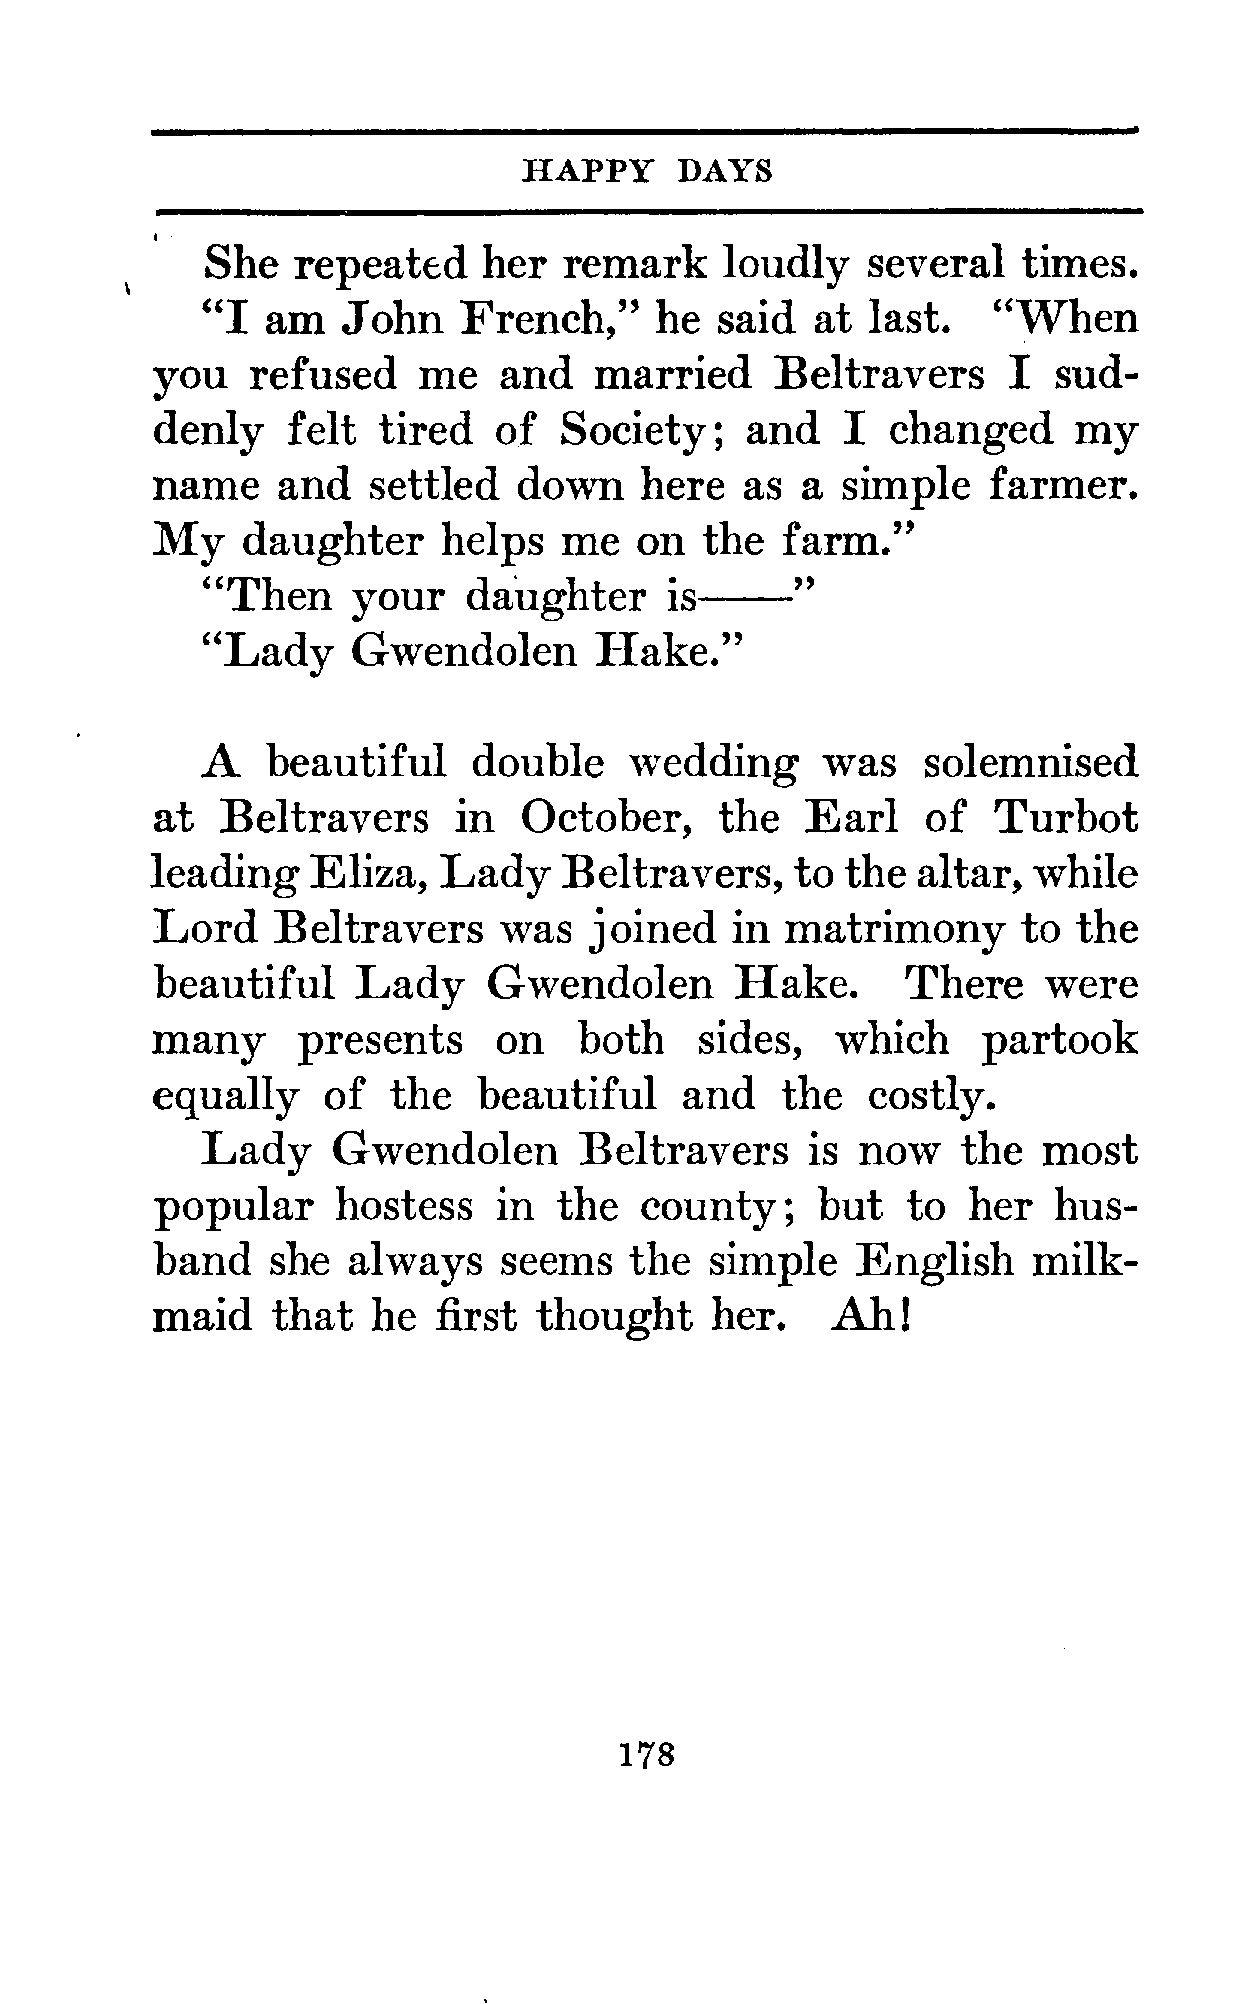 HAPPY DAYS
She repeated her remark loudly several times.
“I am John French,” he said at last. “When
you refused me and married Beltravers I sud-
denly felt tired of Society; and I changed my
name and settled down here as a simple farmer.
My daughter helps me on the farm.”
“Then your daughter is——”
“Lady Gwendolen Hake.”
A beautiful double wedding was solemnised
at Beltravers in October, the Earl of Turbot
leading Eliza, Lady Beltravers, to the altar, while
Lord Beltravers was joined in matrimony to the
beautiful Lady Gwendolen Hake. There were
many presents on both sides, which partook
equally of the beautiful and the costly.
Lady Gwendolen Beltravers is now the most
popular hostess in the county; but to her hus-
band she always seems the simple English milk-
maid that he first thought her. Ah!
178